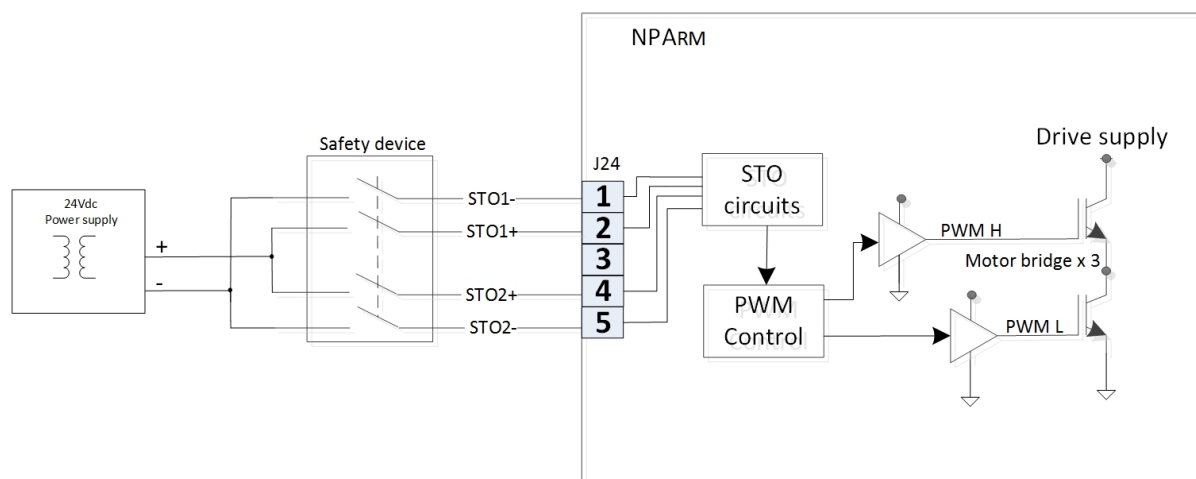 NPARM
Drive supply
Safety device
J24
24Vdc
Power supply
STO1-
1
STO
circuits
STO1+
2
+
3
PWM H
Motor bridge x 3
-
STO2+
4
PWM
Control
STO2-
5
PWM L